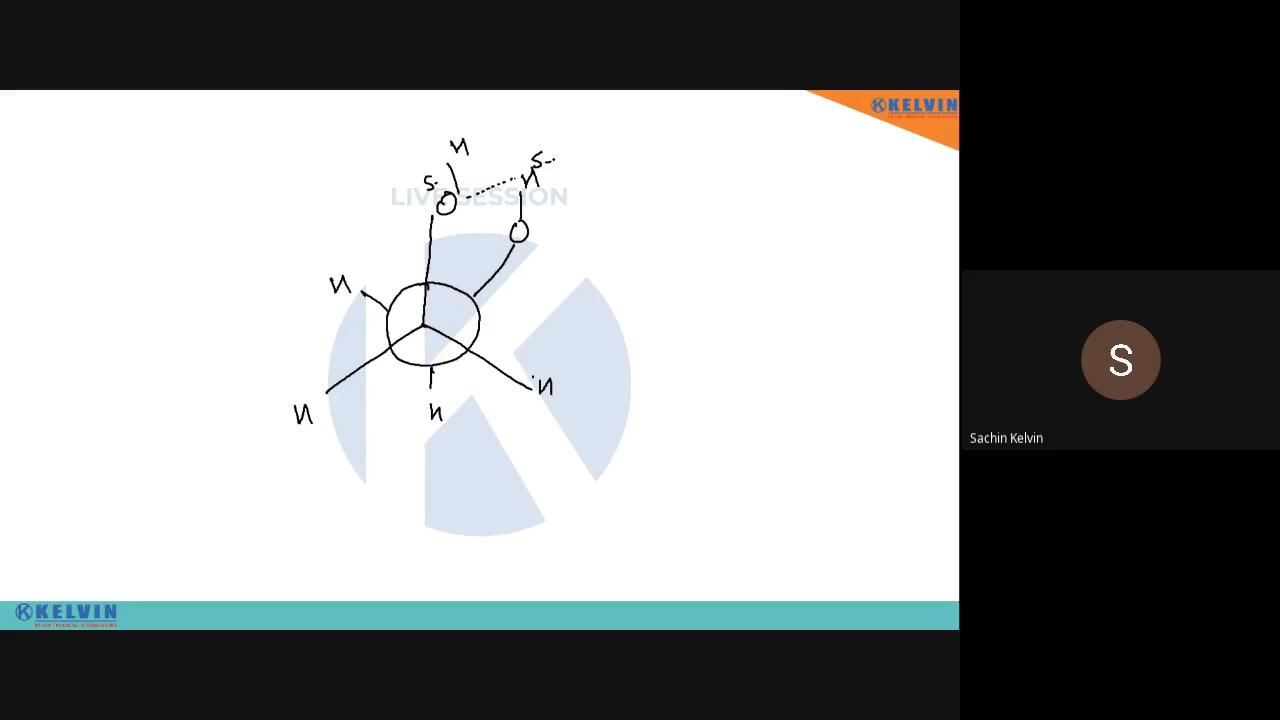 KELVIN
H
S-
S-
H
LIVE SESSION
O
O
H
H
H
H
KELVIN
S
Sachin Kelvin